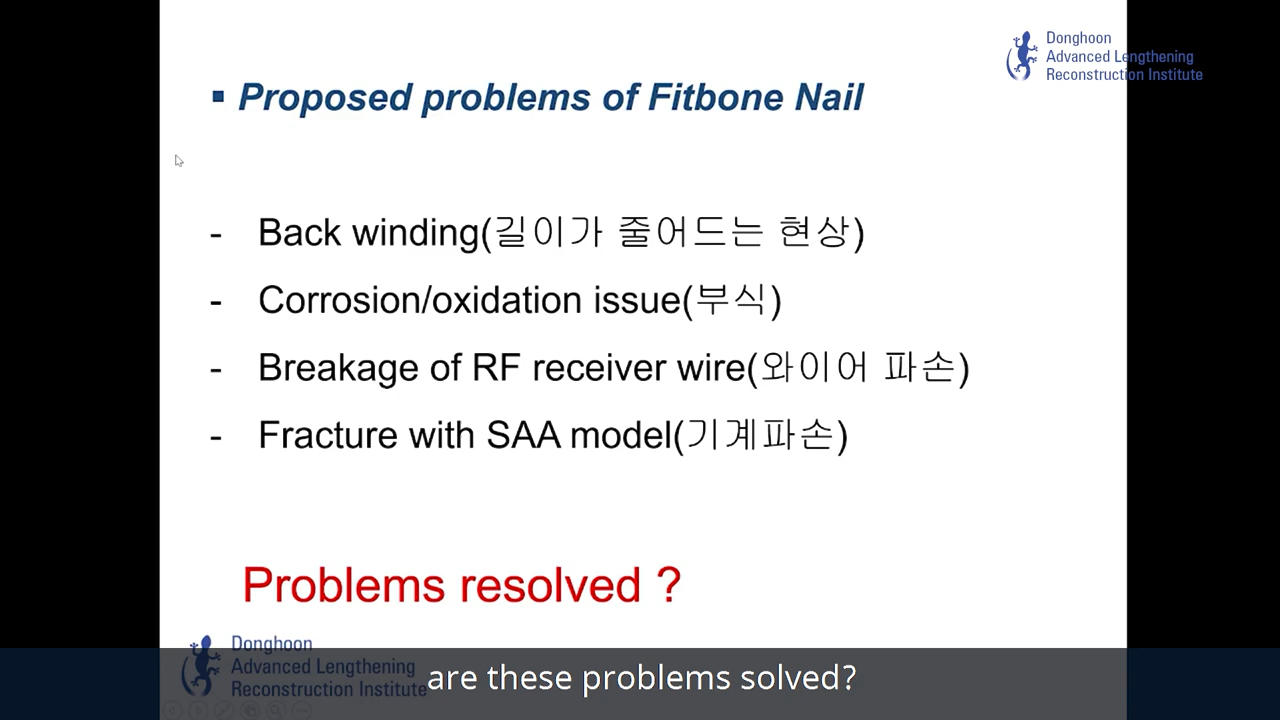 Donghoon
Advanced Lengthening
Reconstruction Institute
▪ Proposed problems of Fitbone Nail
- Back winding(길이가 줄어드는 현상)
- Corrosion/oxidation issue(부식)
- Breakage of RF receiver wire(와이어 파손)
- Fracture with SAA model(기계파손)
Problems resolved ?
Donghoon
Advanced Lengthening
Reconstruction Institute
are these problems solved?